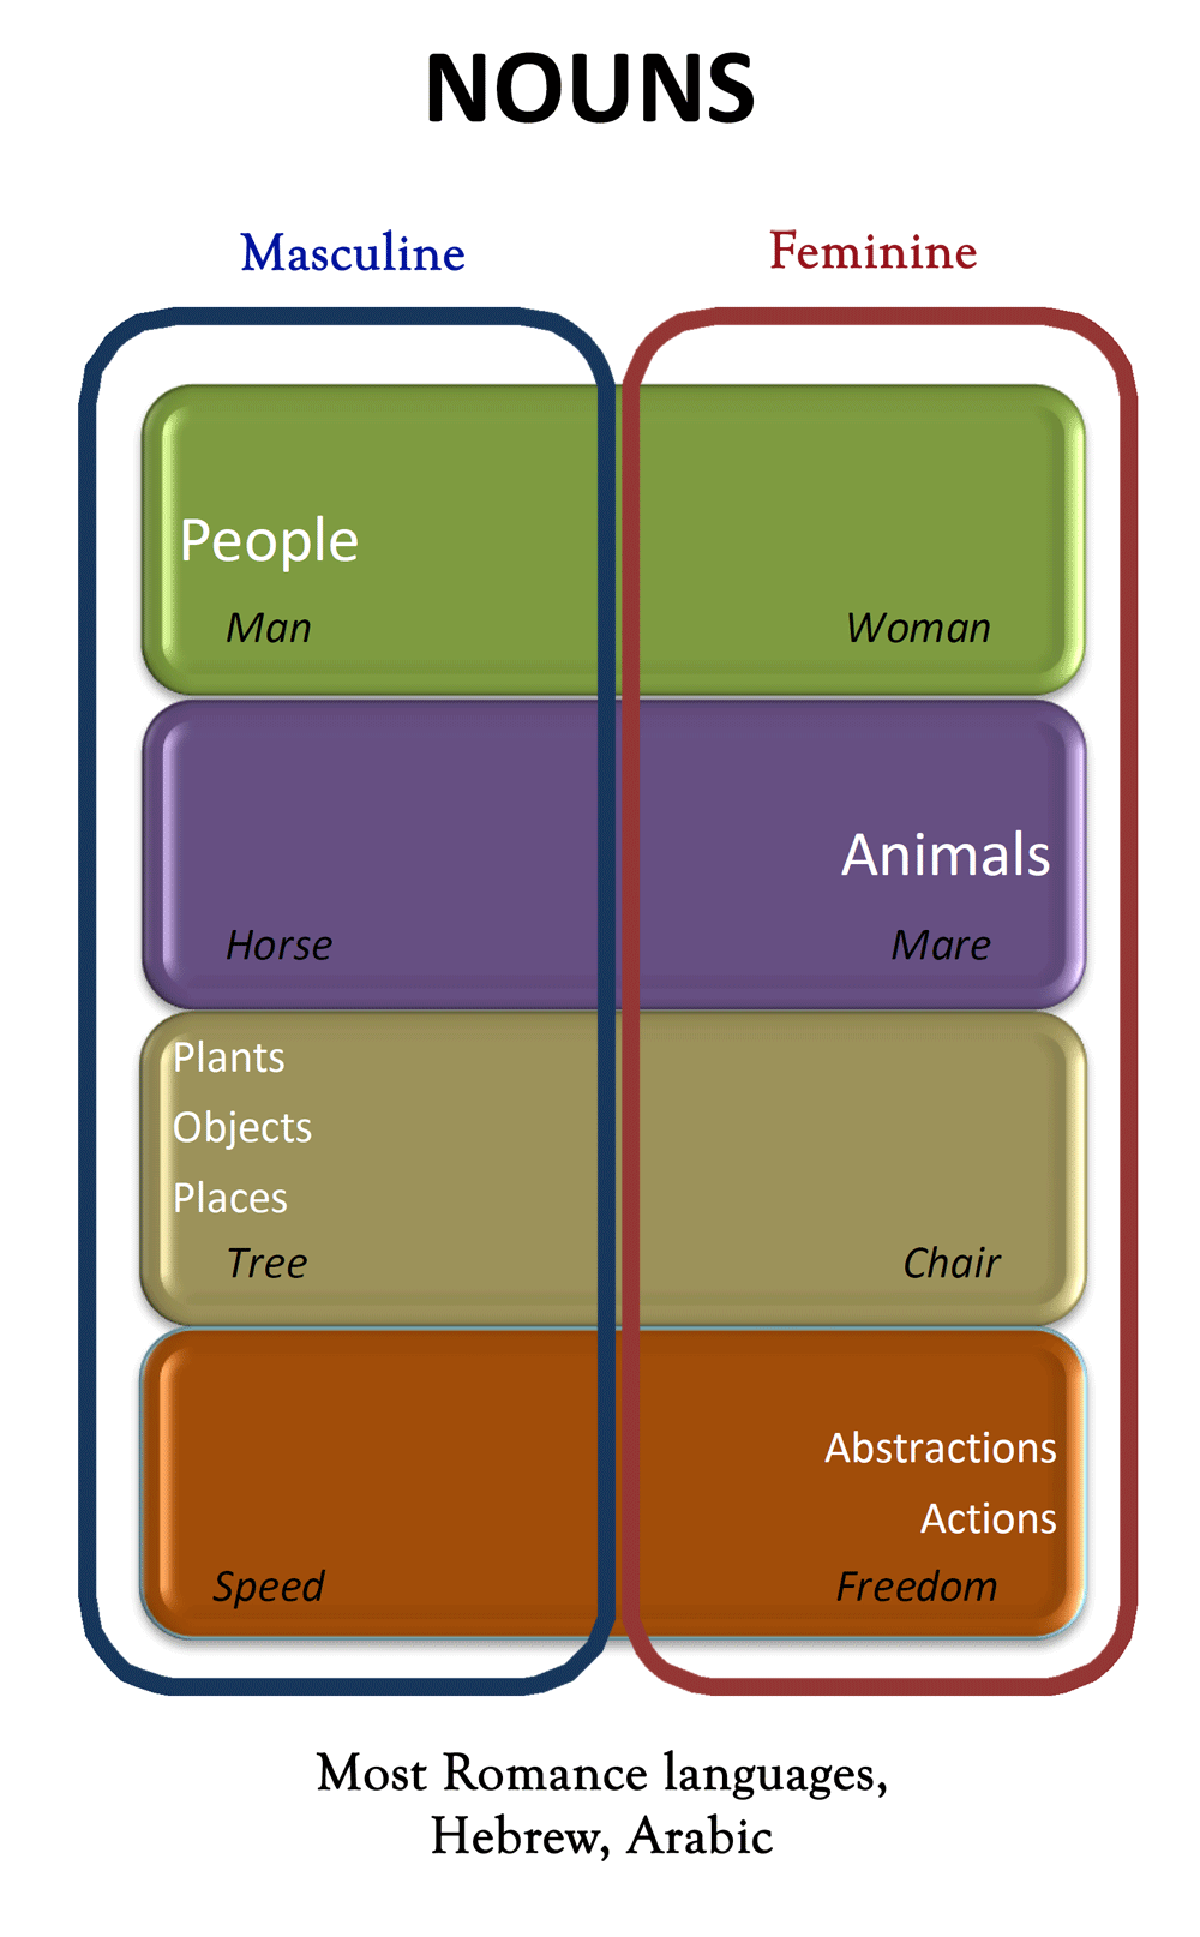 NOUNS
Masculine Feminine
People
Man Woman
Animals
Horse Mare
Plants
Objects
Places
Tree Chair
Abstractions
Actions
Speed Freedom
Most Romance languages,
Hebrew, Arabic